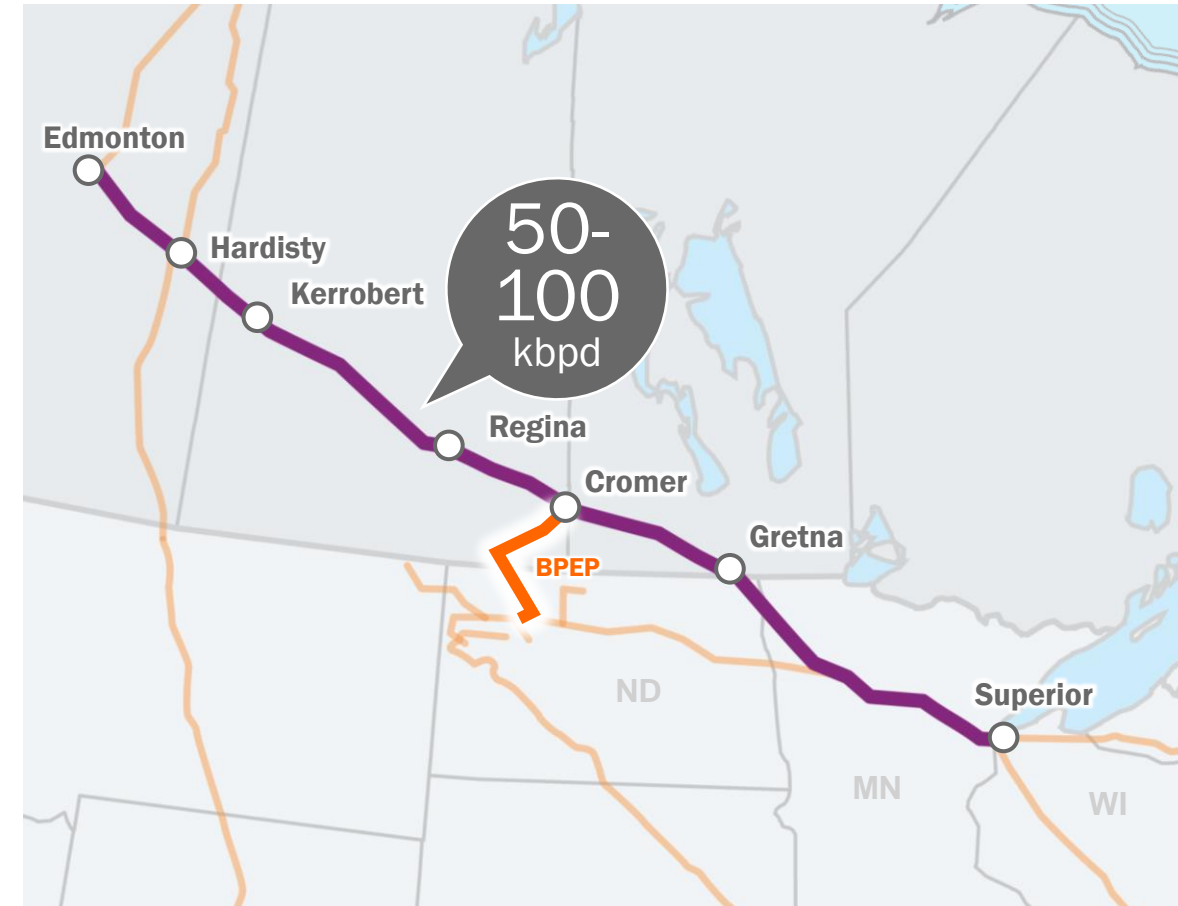 Edmonton
Hardisty
Kerrobert
50-
100
kbpd
Regina
Cromer
Gretna
BPEP
ND
Superior
MN
WI